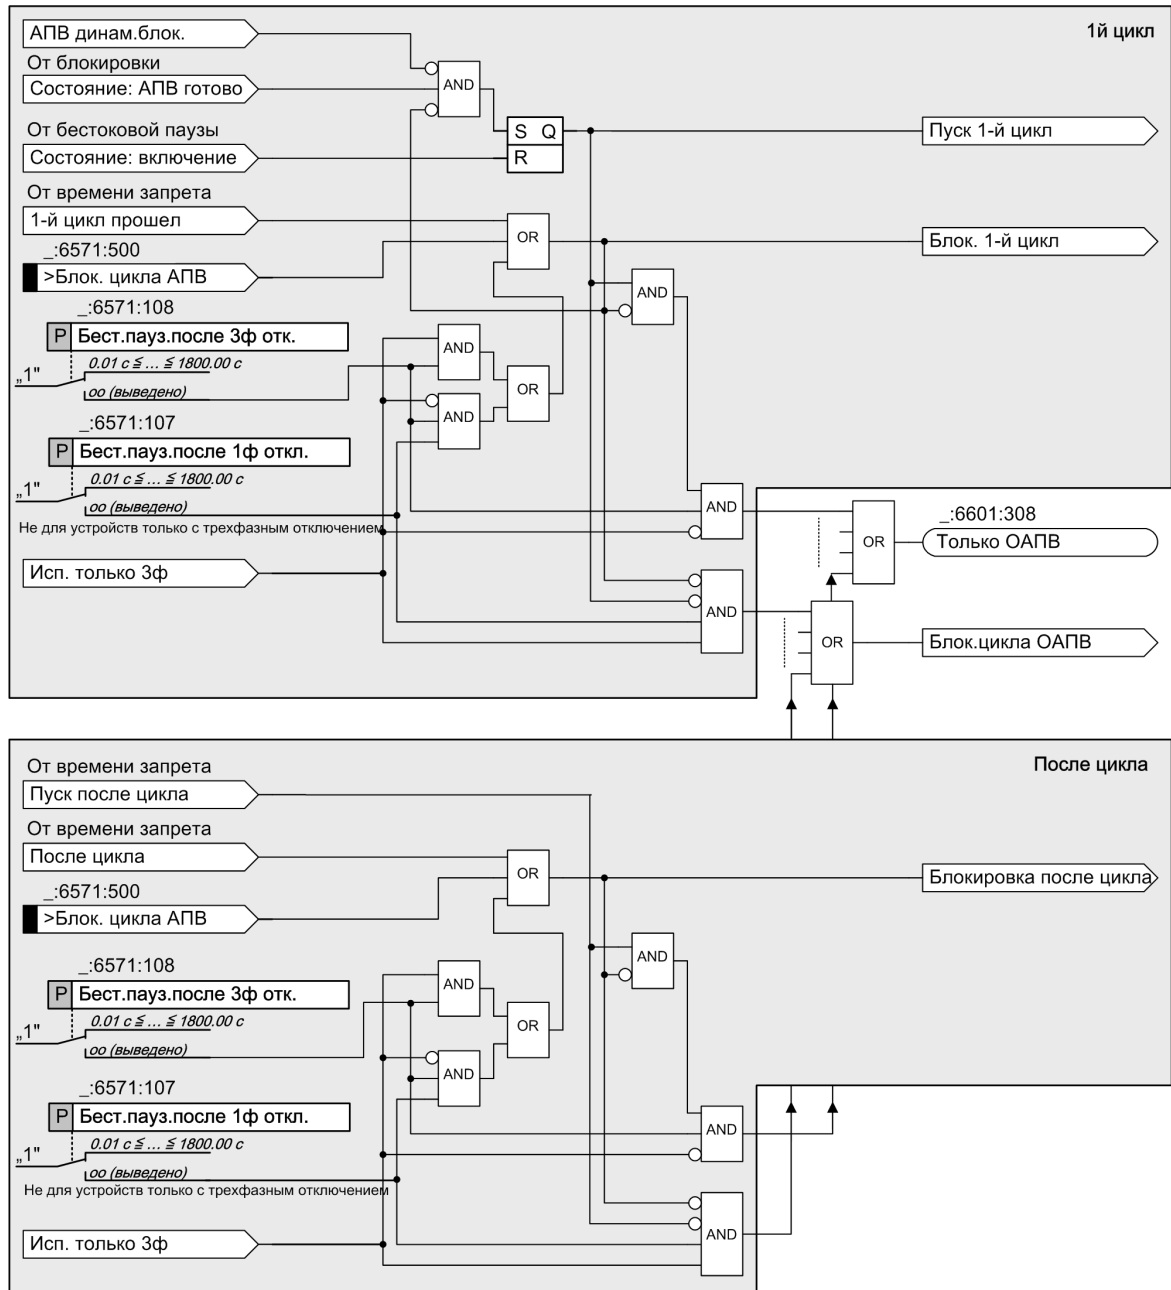 1й цикл
АПВ динам.блок.
От блокировки
Состояние: АПВ готово
AND
От бестоковой паузы
S Q
R
Пуск 1-й цикл
Состояние: включение
От времени запрета
1-й цикл прошел
OR
Блок. 1-й цикл
_:6571:500
>Блок. цикла АПВ
AND
_:6571:108
P Бест.пауз.после 3ф отк.
0.01 c ≦ ... ≦ 1800.00 c
„1"
oo (выведено)
AND
OR
AND
_:6571:107
P Бест.пауз.после 1ф откл.
0.01 c ≦ ... ≦ 1800.00 c
„1"
oo (выведено)
Не для устройств только с трехфазным отключением
AND
_:6601:308
OR
Только ОАПВ
Исп. только 3ф
AND
OR
Блок.цикла ОАПВ
После цикла
От времени запрета
Пуск после цикла
От времени запрета
После цикла
OR
Блокировка после цикла
_:6571:500
>Блок. цикла АПВ
AND
_:6571:108
P Бест.пауз.после 3ф отк.
0.01 c ≦ ... ≦ 1800.00 c
„1"
oo (выведено)
AND
OR
AND
_:6571:107
P Бест.пауз.после 1ф откл.
0.01 c ≦ ... ≦ 1800.00 c
„1"
oo (выведено)
Не для устройств только с трехфазным отключением
AND
Исп. только 3ф
AND